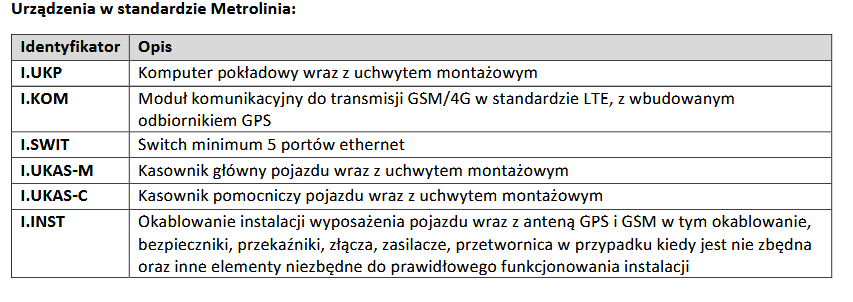 Urządzenia w standardzie Metrolinia:
Identyfikator Opis
I.UKP Komputer pokładowy wraz z uchwytem montażowym
I.KOM Moduł komunikacyjny do transmisji GSM/4G w standardzie LTE, z wbudowanym
odbiornikiem GPS
I.SWIT Switch minimum 5 portów ethernet
I.UKAS-M Kasownik główny pojazdu wraz z uchwytem montażowym
I.UKAS-C Kasownik pomocniczy pojazdu wraz z uchwytem montażowym
I.INST Okablowanie instalacji wyposażenia pojazdu wraz z anteną GPS i GSM w tym okablowanie,
bezpieczniki, przekaźniki, złącza, zasilacze, przetwornica w przypadku kiedy jest nie zbędna
oraz inne elementy niezbędne do prawidłowego funkcjonowania instalacji